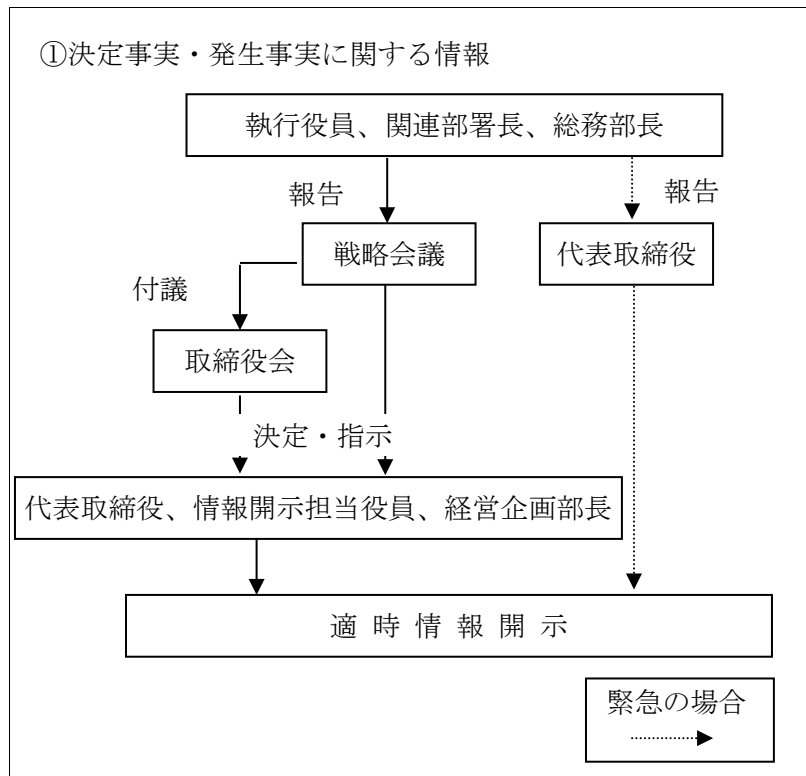 ①決定事実・発生事実に関する情報
執行役員、関連部署長、総務部長
報告
報告
戦略会議
代表取締役
付議
取締役会
決定・指示
代表取締役、情報開示担当役員、経営企画部長
適 時 情 報 開 示
緊急の場合